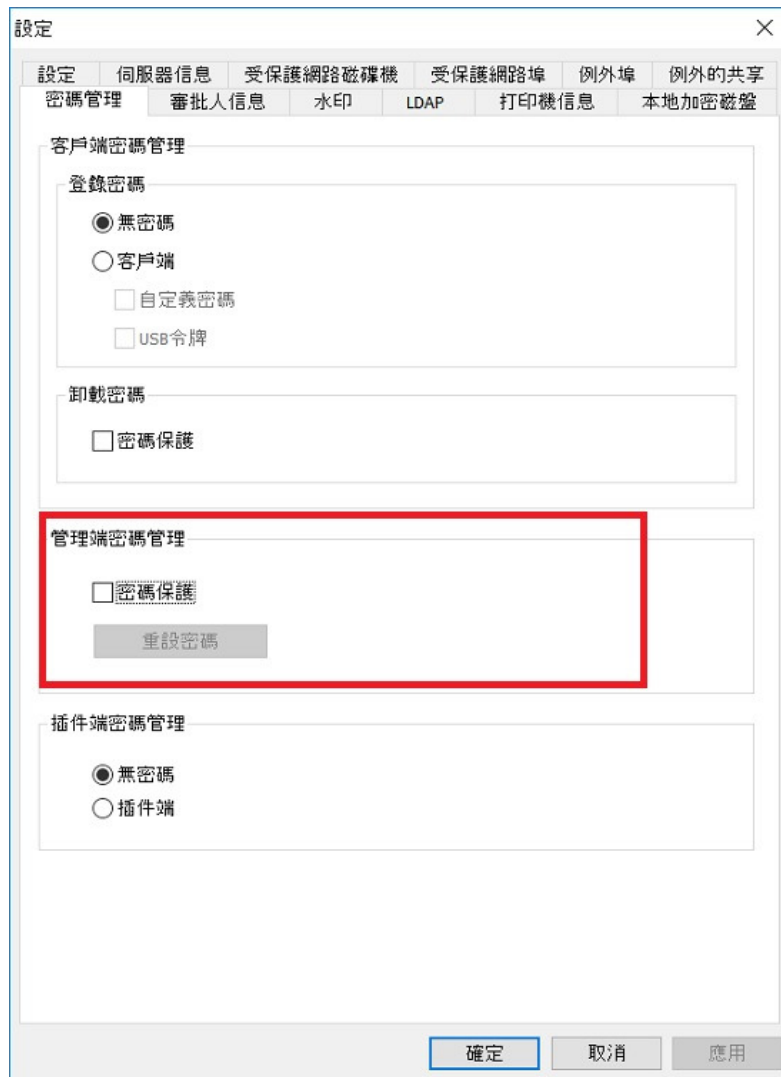 設定
設定 伺服器信息 受保護網路磁碟機 受保護網路埠 例外埠 例外的共享
密碼管理 審批人信息 水印 LDAP 打印機信息 本地加密磁盤
客戶端密碼管理
登錄密碼
無密碼
客戶端
自定義密碼
USB令牌
卸載密碼
密碼保護
管理端密碼管理
密碼保護
重設密碼
插件端密碼管理
無密碼
插件端
確定 取消 應用